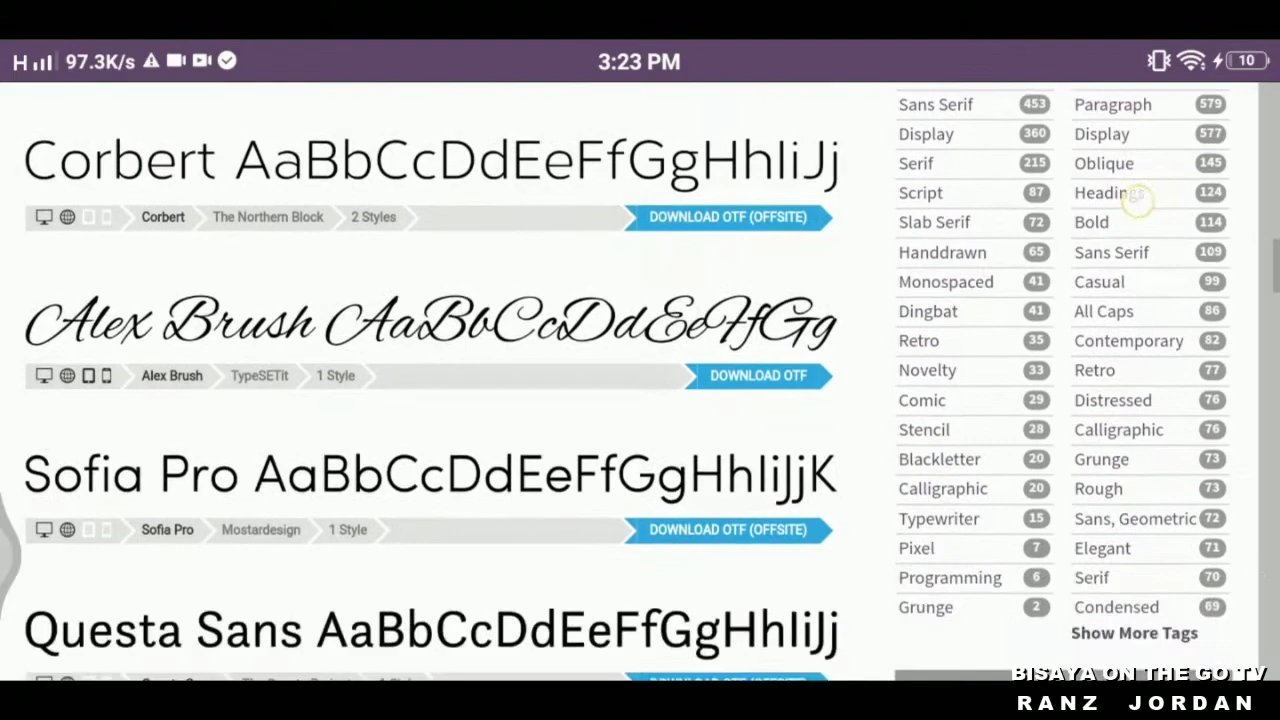 H 97.3K/s 3:23 PM 10
Corbert AaBbCcDdEeFfGgHhIiJj
Corbert The Northern Block 2 Styles DOWNLOAD OTF (OFFSITE)
Alex Brush AaBbCcDdEeFfGg
Alex Brush TypeSETit 1 Style DOWNLOAD OTF
Sofia Pro AaBbCcDdEeFfGgHhIiJjK
Sofia Pro Mostardesign 1 Style DOWNLOAD OTF (OFFSITE)
Questa Sans AaBbCcDdEeFfGgHhIiJj
Sans Serif 453
Display 360
Serif 215
Script 87
Slab Serif 72
Handdrawn 65
Monospaced 41
Dingbat 41
Retro 35
Novelty 33
Comic 29
Stencil 28
Blackletter 20
Calligraphic 20
Typewriter 15
Pixel 7
Programming 6
Grunge 2
Paragraph 579
Display 577
Oblique 145
Headings 124
Bold 114
Sans Serif 109
Casual 99
All Caps 86
Contemporary 82
Retro 77
Distressed 76
Calligraphic 76
Grunge 73
Rough 73
Sans, Geometric 72
Elegant 71
Serif 70
Condensed 69
Show More Tags
BISAYA ON THE GO TV
RANZ JORDAN